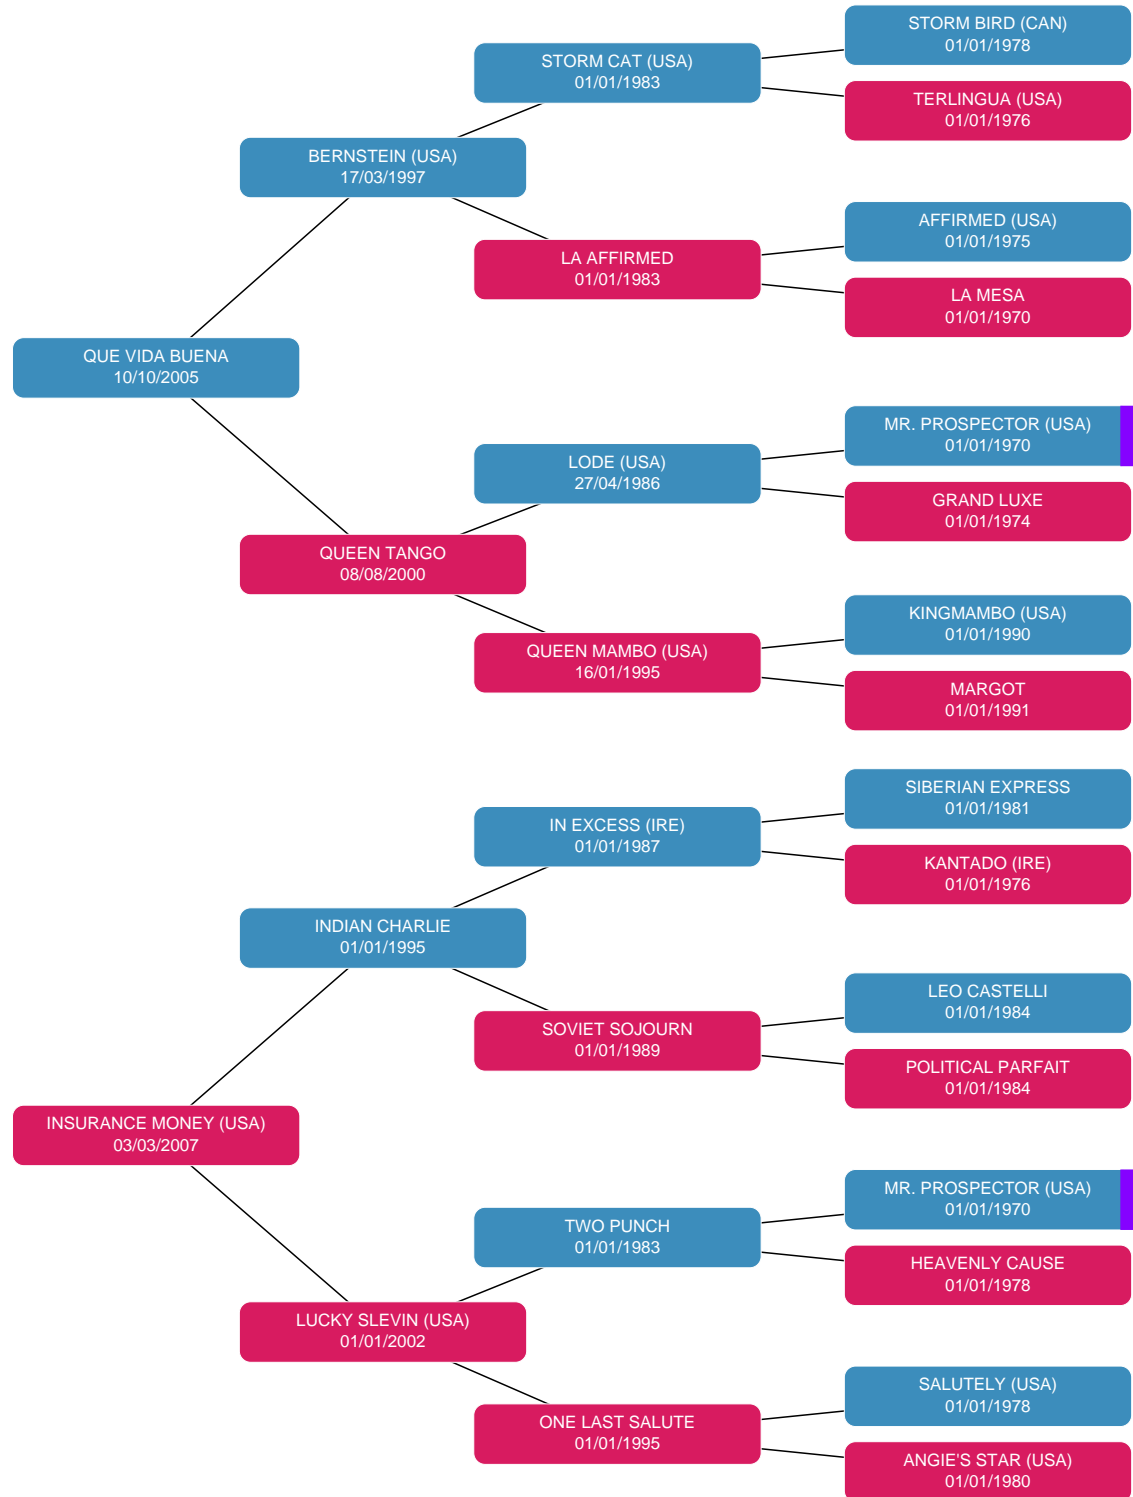 STORM BIRD (CAN)
01/01/1978
STORM CAT (USA)
01/01/1983
TERLINGUA (USA)
01/01/1976
BERNSTEIN (USA)
17/03/1997
AFFIRMED (USA)
01/01/1975
LA AFFIRMED
01/01/1983
LA MESA
01/01/1970
QUE VIDA BUENA
10/10/2005
MR. PROSPECTOR (USA)
01/01/1970
LODE (USA)
27/04/1986
GRAND LUXE
01/01/1974
QUEEN TANGO
08/08/2000
KINGMAMBO (USA)
01/01/1990
QUEEN MAMBO (USA)
16/01/1995
MARGOT
01/01/1991
SIBERIAN EXPRESS
01/01/1981
IN EXCESS (IRE)
01/01/1987
KANTADO (IRE)
01/01/1976
INDIAN CHARLIE
01/01/1995
LEO CASTELLI
01/01/1984
SOVIET SOJOURN
01/01/1989
POLITICAL PARFAIT
01/01/1984
INSURANCE MONEY (USA)
03/03/2007
MR. PROSPECTOR (USA)
01/01/1970
TWO PUNCH
01/01/1983
HEAVENLY CAUSE
01/01/1978
LUCKY SLEVIN (USA)
01/01/2002
SALUTELY (USA)
01/01/1978
ONE LAST SALUTE
01/01/1995
ANGIE'S STAR (USA)
01/01/1980